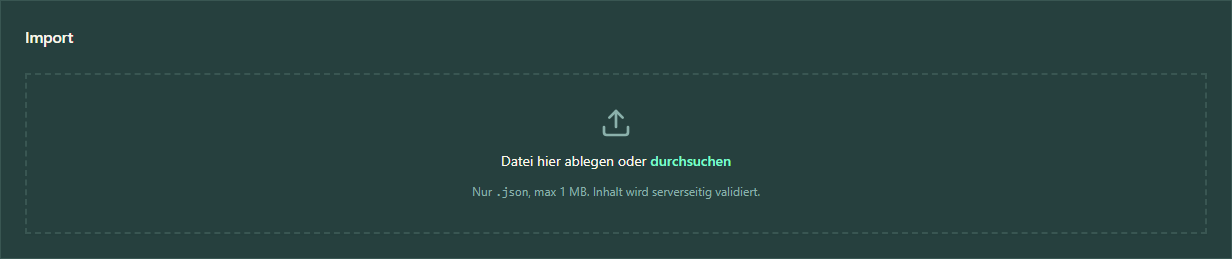 Import
Datei hier ablegen oder durchsuchen
Nur .json, max 1 MB. Inhalt wird serverseitig validiert.